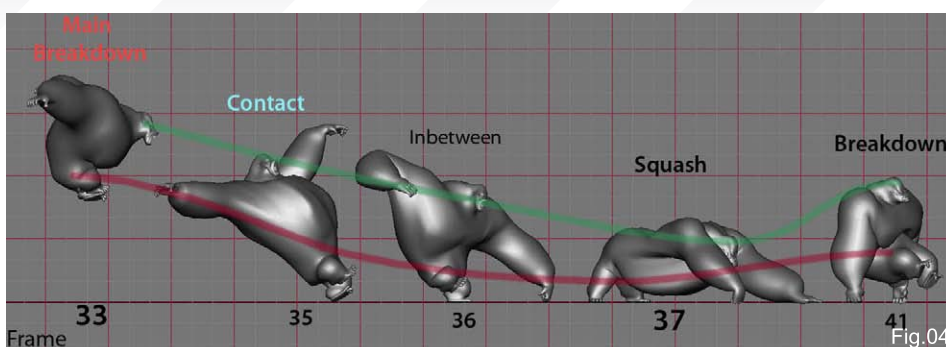 Main
Breakdown
Contact
Inbetween
Squash
Breakdown
33
35
36
37
41
Frame
Fig.04